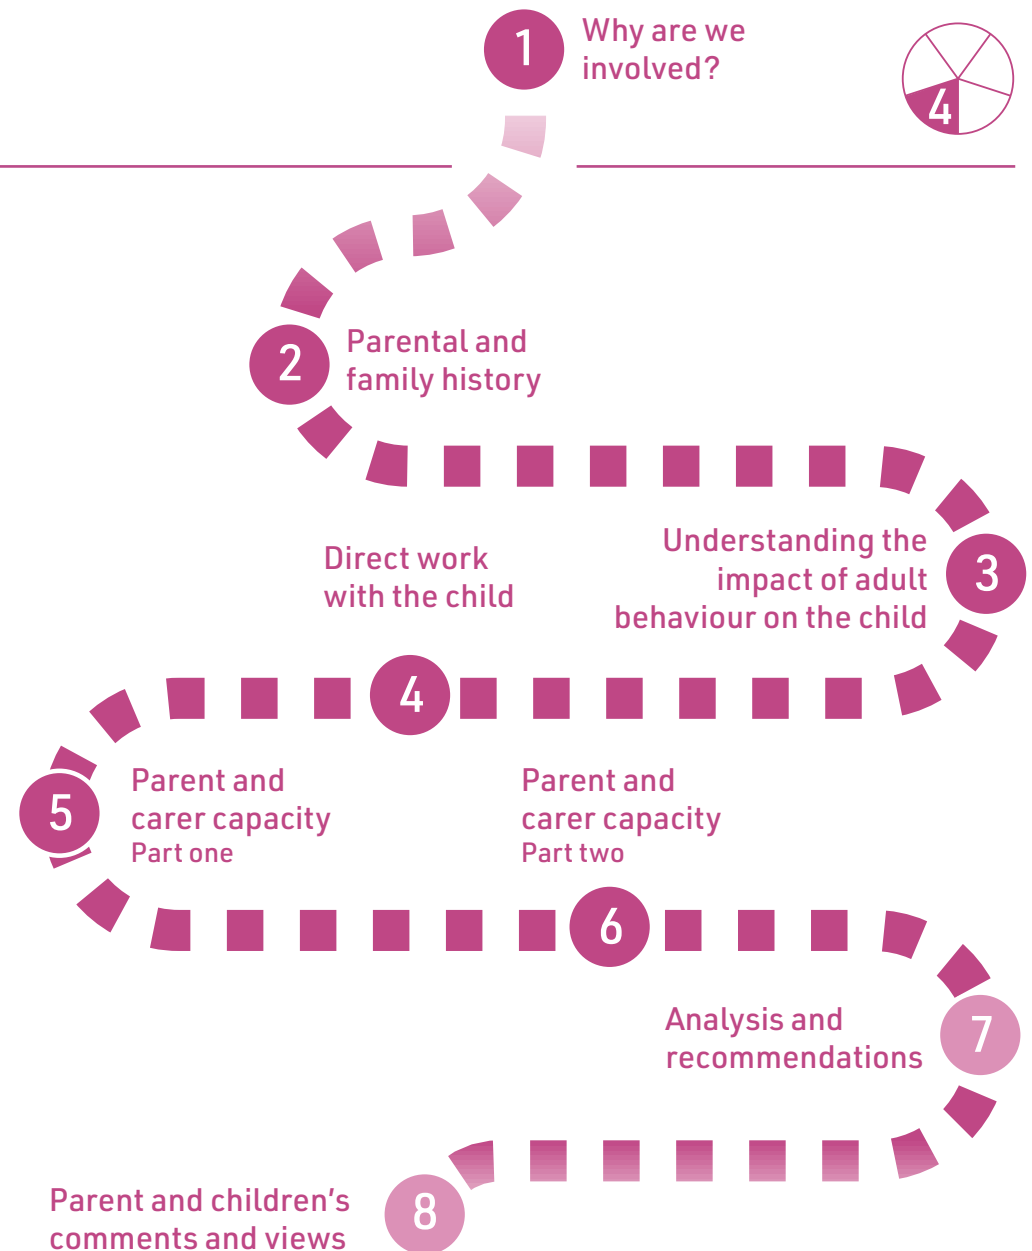 1
Why are we
involved?
4
2
Parental and
family history
Understanding the
impact of adult
behaviour on the child
3
Direct work
with the child
4
5
Parent and
carer capacity
Part one
Parent and
carer capacity
Part two
6
Analysis and
recommendations
7
Parent and children's
comments and views
8